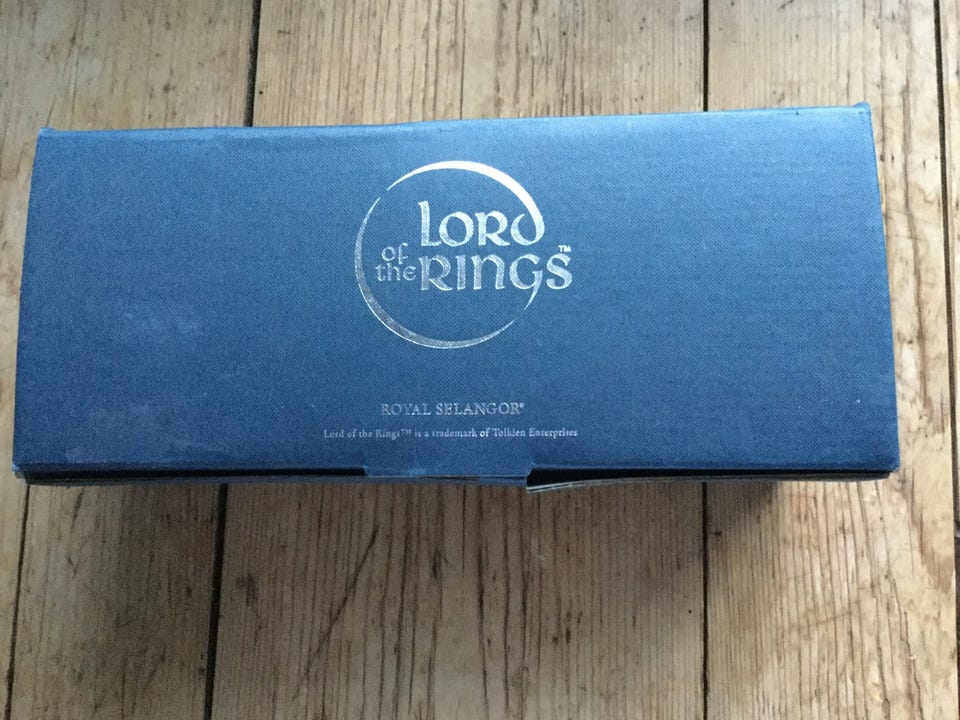 LORD
of
the RINGS™
ROYAL SELANGOR®
Lord of the Rings™ is a trademark of Tolkien Enterprises